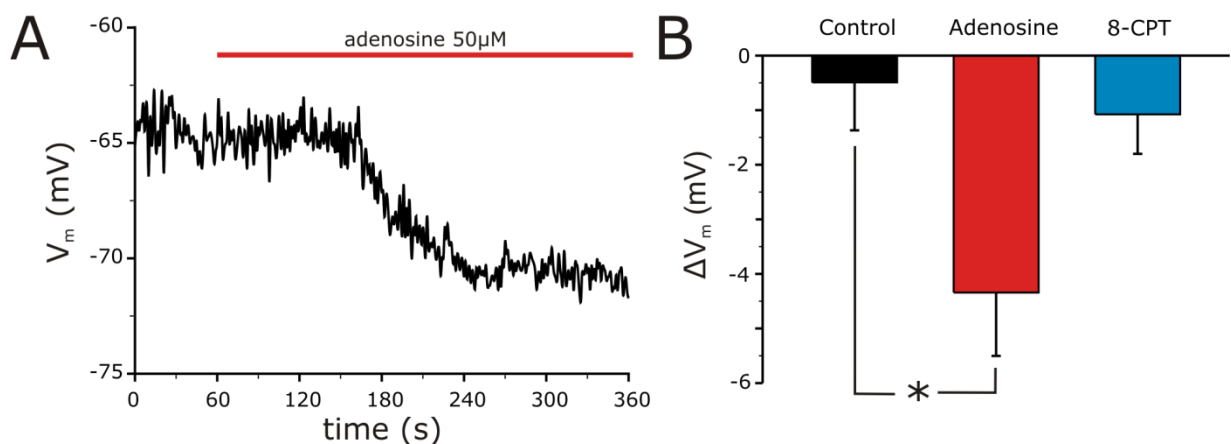 A
adenosine 50µM
-60
-65
-70
-75
Vm (mV)
0 60 120 180 240 300 360
time (s)
B
Control Adenosine 8-CPT
0
-2
-4
-6
ΔVm (mV)
*